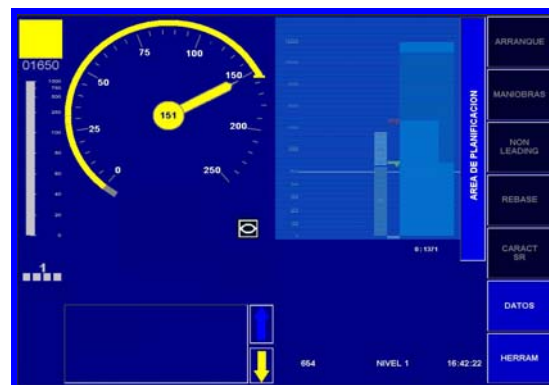 01650
75
100
50
150
151
25
200
0
250
1
AREA DE PLANIFICACION
0 : 1371
654
NIVEL 1
16:42:22
ARRANQUE
MANIOBRAS
NON
LEADING
REBASE
CARACT
SR
DATOS
HERRAM